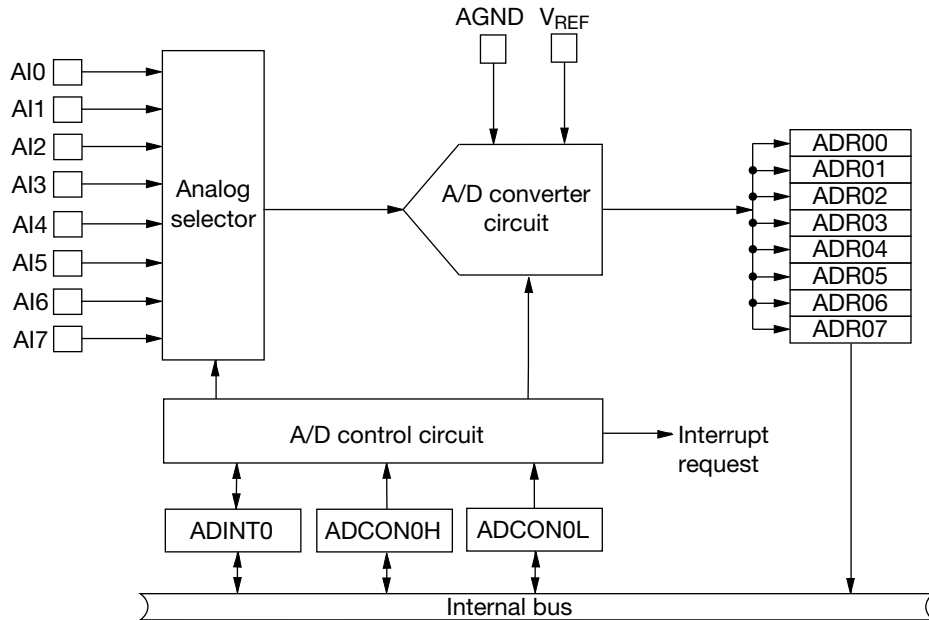 AGND
VREF
AI0
AI1
AI2
AI3
AI4
AI5
AI6
AI7
Analog
selector
A/D converter
circuit
ADR00
ADR01
ADR02
ADR03
ADR04
ADR05
ADR06
ADR07
A/D control circuit
Interrupt
request
ADINT0
ADCON0H
ADCON0L
Internal bus